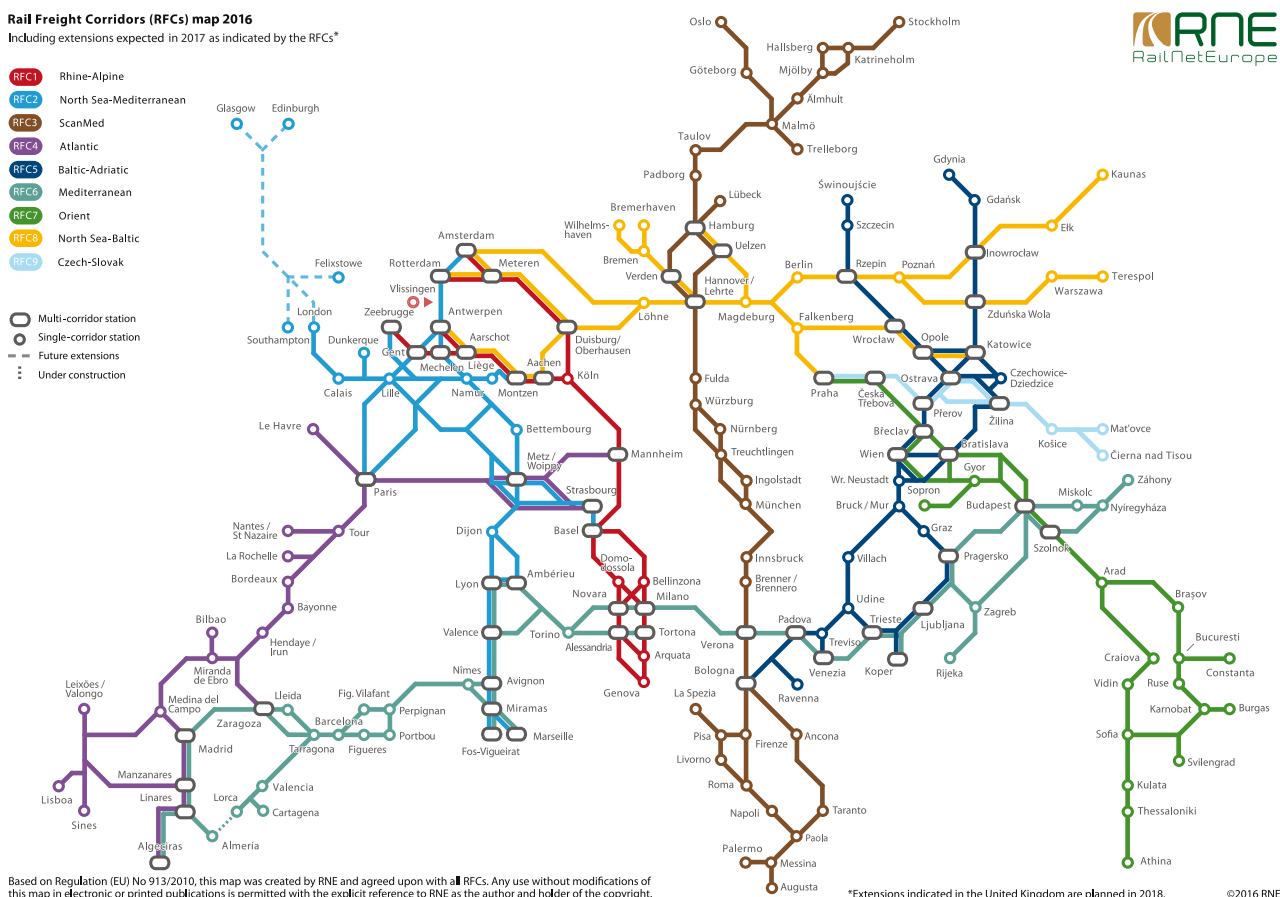 Rail Freight Corridors (RFCs) map 2016
Including extensions expected in 2017 as indicated by the RFCs*
RNE
RailNetEurope
RFC1 Rhine-Alpine
RFC2 North Sea-Mediterranean
RFC3 ScanMed
RFC4 Atlantic
RFC5 Baltic-Adriatic
RFC6 Mediterranean
RFC7 Orient
RFC8 North Sea-Baltic
RFC9 Czech-Slovak
Multi-corridor station
Single-corridor station
Future extensions
Under construction
Oslo
Stockholm
Hallsberg
Katrineholm
Göteborg
Mjölby
Älmhult
Malmö
Taulov
Trelleborg
Padborg
Glasgow
Edinburgh
Gdynia
Kaunas
Świnoujście
Gdańsk
Lübeck
Bremerhaven
Wilhelms-
haven
Hamburg
Szczecin
Ełk
Amsterdam
Uelzen
Bremen
Inowrocław
Rotterdam
Meteren
Felixstowe
Verden
Hannover /
Lehrte
Berlin
Rzepin
Poznań
Terespol
Vlissingen
Warszawa
London
Zeebrugge
Antwerpen
Löhne
Magdeburg
Falkenberg
Zduńska Wola
Southampton
Dunkerque
Gent
Aarschot
Duisburg/
Oberhausen
Wrocław
Opole
Katowice
Mechelen
Liège
Aachen
Calais
Lille
Namur
Montzen
Köln
Fulda
Praha
Česká
Třebova
Ostrava
Czechowice-
Dziedzice
Würzburg
Přerov
Žilina
Le Havre
Bettembourg
Nürnberg
Břeclav
Košice
Mat'ovce
Metz /
Woippy
Mannheim
Treuchtlingen
Wien
Bratislava
Čierna nad Tisou
Paris
Strasbourg
Ingolstadt
Wr. Neustadt
Sopron
Gyor
Záhony
Miskolc
Nantes /
St Nazaire
Tour
Basel
München
Bruck / Mur
Budapest
Nyíregyháza
Dijon
Graz
Szolnok
La Rochelle
Domo-
dossola
Innsbruck
Villach
Pragersko
Bordeaux
Lyon
Ambérieu
Bellinzona
Brenner /
Brennero
Arad
Bayonne
Novara
Milano
Udine
Ljubljana
Zagreb
Brașov
Bilbao
Hendaye /
Irun
Valence
Torino
Alessandria
Tortona
Verona
Padova
Treviso
Trieste
Bucuresti
Miranda
de Ebro
Arquata
Venezia
Koper
Rijeka
Craiova
Constanta
Leixões /
Valongo
Medina del
Campo
Lleida
Fig. Vilafant
Nîmes
Avignon
Genova
Bologna
Ravenna
Vidin
Ruse
Zaragoza
Barcelona
Perpignan
Miramas
La Spezia
Karnobat
Burgas
Madrid
Tarragona
Figueres
Portbou
Fos-Vigueirat
Marseille
Pisa
Firenze
Ancona
Sofia
Manzanares
Livorno
Svilengrad
Lisboa
Linares
Lorca
Valencia
Roma
Kulata
Sines
Cartagena
Napoli
Taranto
Thessaloniki
Algeciras
Almería
Paola
Palermo
Messina
Athina
Augusta
Based on Regulation (EU) No 913/2010, this map was created by RNE and agreed upon with all RFCs. Any use without modifications of
this map in electronic or printed publications is permitted with the explicit reference to RNE as the author and holder of the copyright.
*Extensions indicated in the United Kingdom are planned in 2018.
©2016 RNE